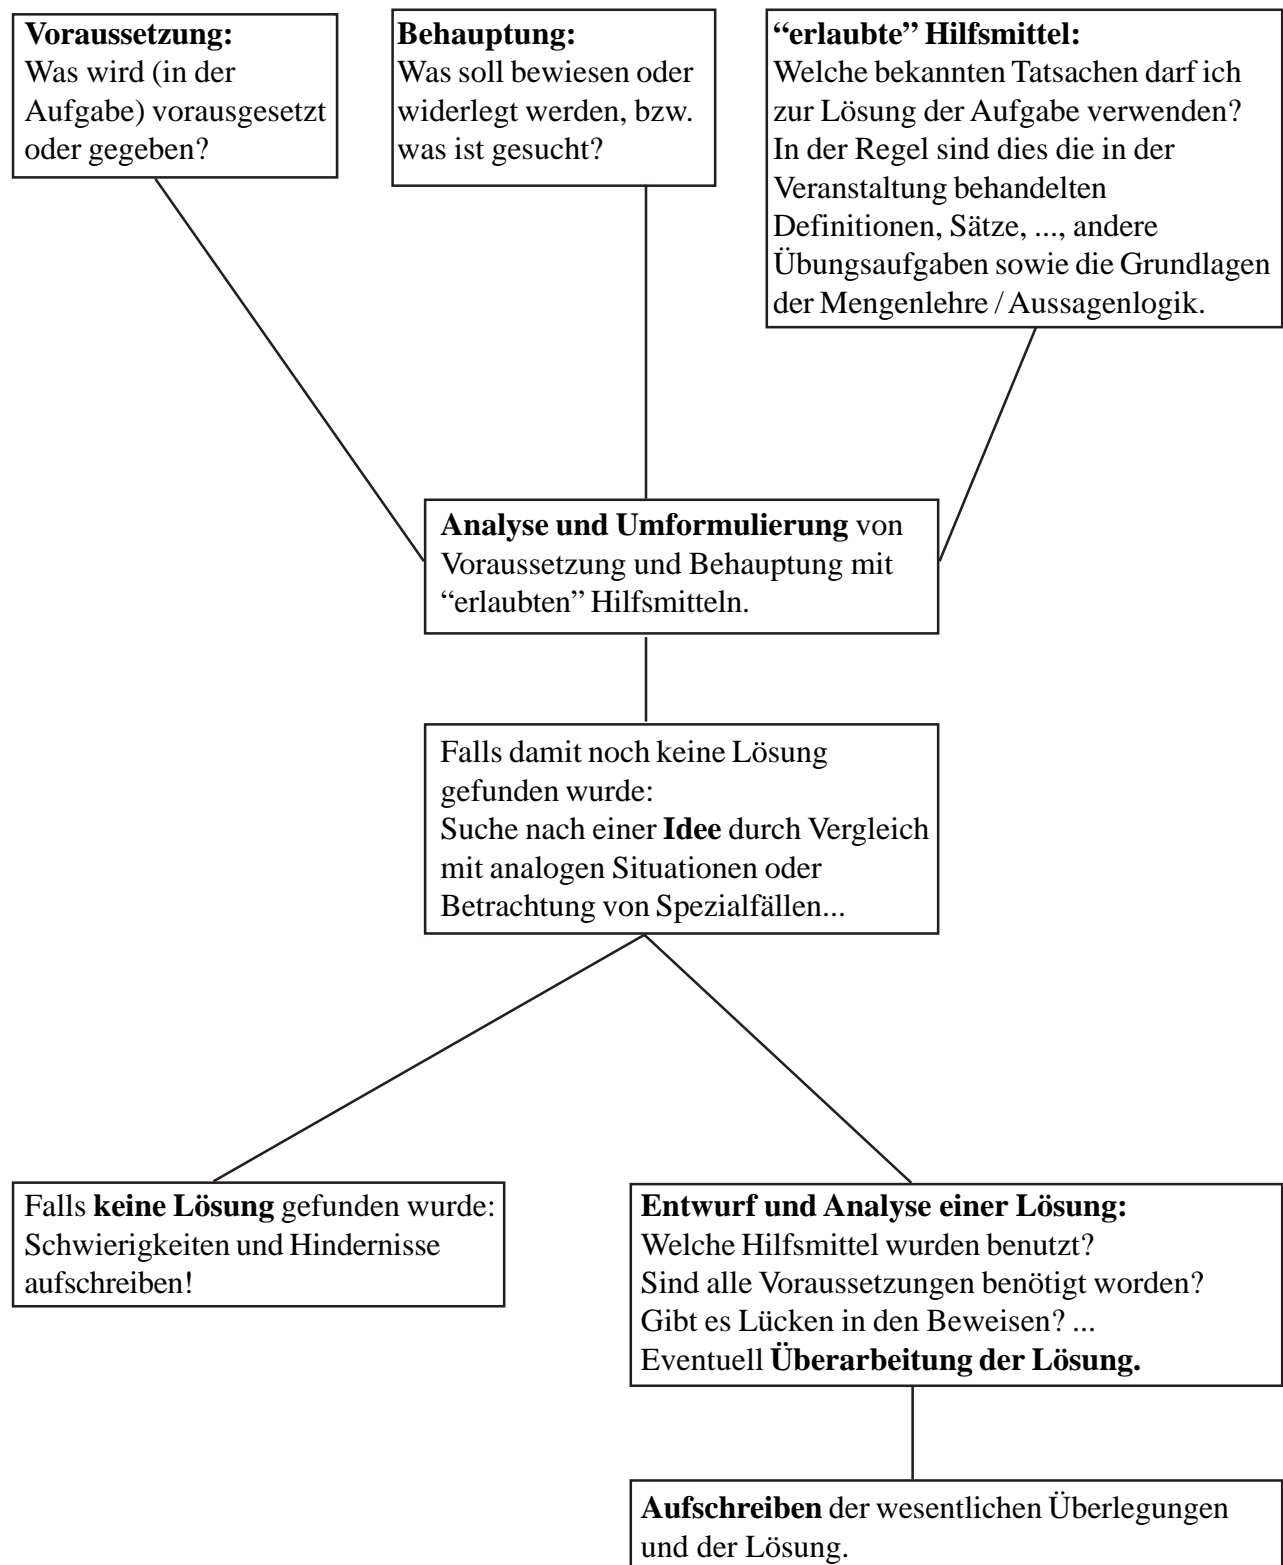 Voraussetzung:
Was wird (in der
Aufgabe) vorausgesetzt
oder gegeben?
Behauptung:
Was soll bewiesen oder
widerlegt werden, bzw.
was ist gesucht?
“erlaubte” Hilfsmittel:
Welche bekannten Tatsachen darf ich
zur Lösung der Aufgabe verwenden?
In der Regel sind dies die in der
Veranstaltung behandelten
Definitionen, Sätze, ..., andere
Übungsaufgaben sowie die Grundlagen
der Mengenlehre / Aussagenlogik.
Analyse und Umformulierung von
Voraussetzung und Behauptung mit
“erlaubten” Hilfsmitteln.
Falls damit noch keine Lösung
gefunden wurde:
Suche nach einer Idee durch Vergleich
mit analogen Situationen oder
Betrachtung von Spezialfällen...
Falls keine Lösung gefunden wurde:
Schwierigkeiten und Hindernisse
aufschreiben!
Entwurf und Analyse einer Lösung:
Welche Hilfsmittel wurden benutzt?
Sind alle Voraussetzungen benötigt worden?
Gibt es Lücken in den Beweisen? ...
Eventuell Überarbeitung der Lösung.
Aufschreiben der wesentlichen Überlegungen
und der Lösung.